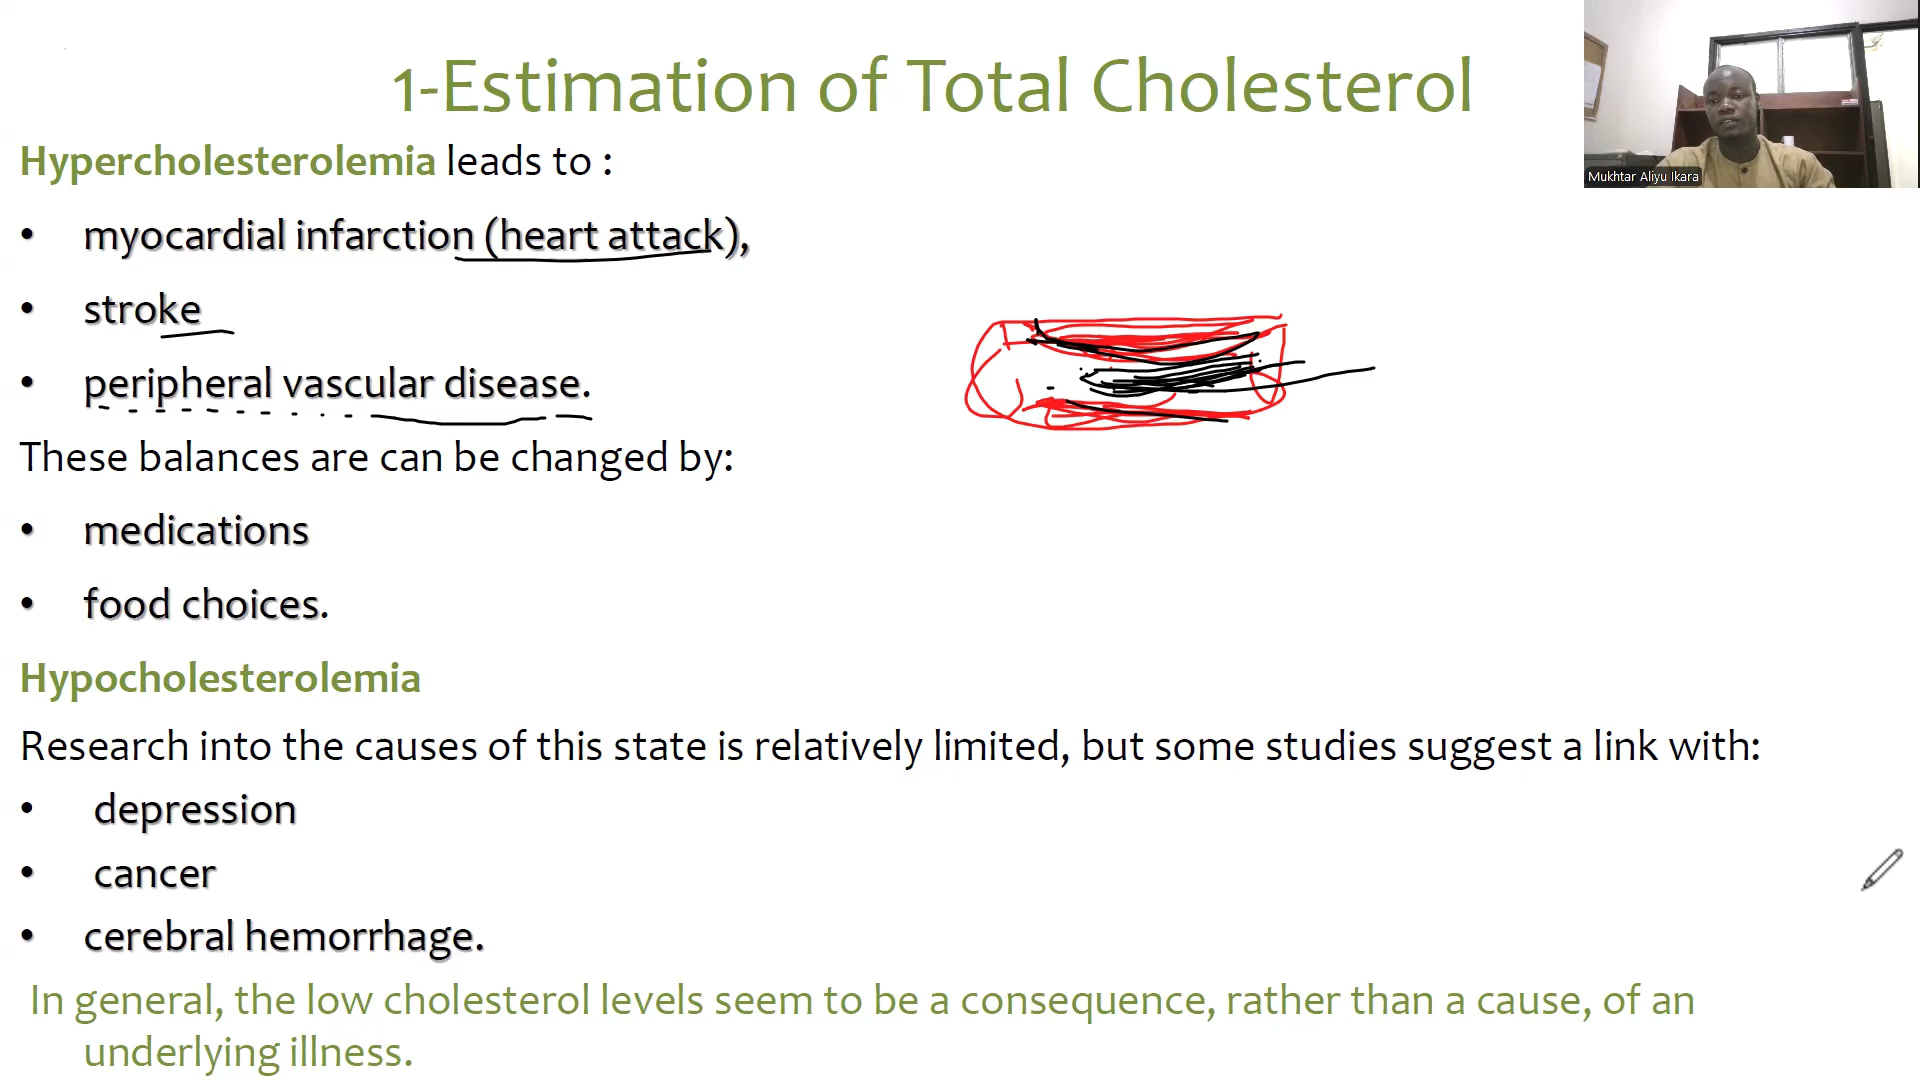 1-Estimation of Total Cholesterol
Mukhtar Aliyu Ikara
Hypercholesterolemia leads to :
• myocardial infarction (heart attack),
• stroke
• peripheral vascular disease.
These balances are can be changed by:
• medications
• food choices.
Hypocholesterolemia
Research into the causes of this state is relatively limited, but some studies suggest a link with:
• depression
• cancer
• cerebral hemorrhage.
In general, the low cholesterol levels seem to be a consequence, rather than a cause, of an
underlying illness.